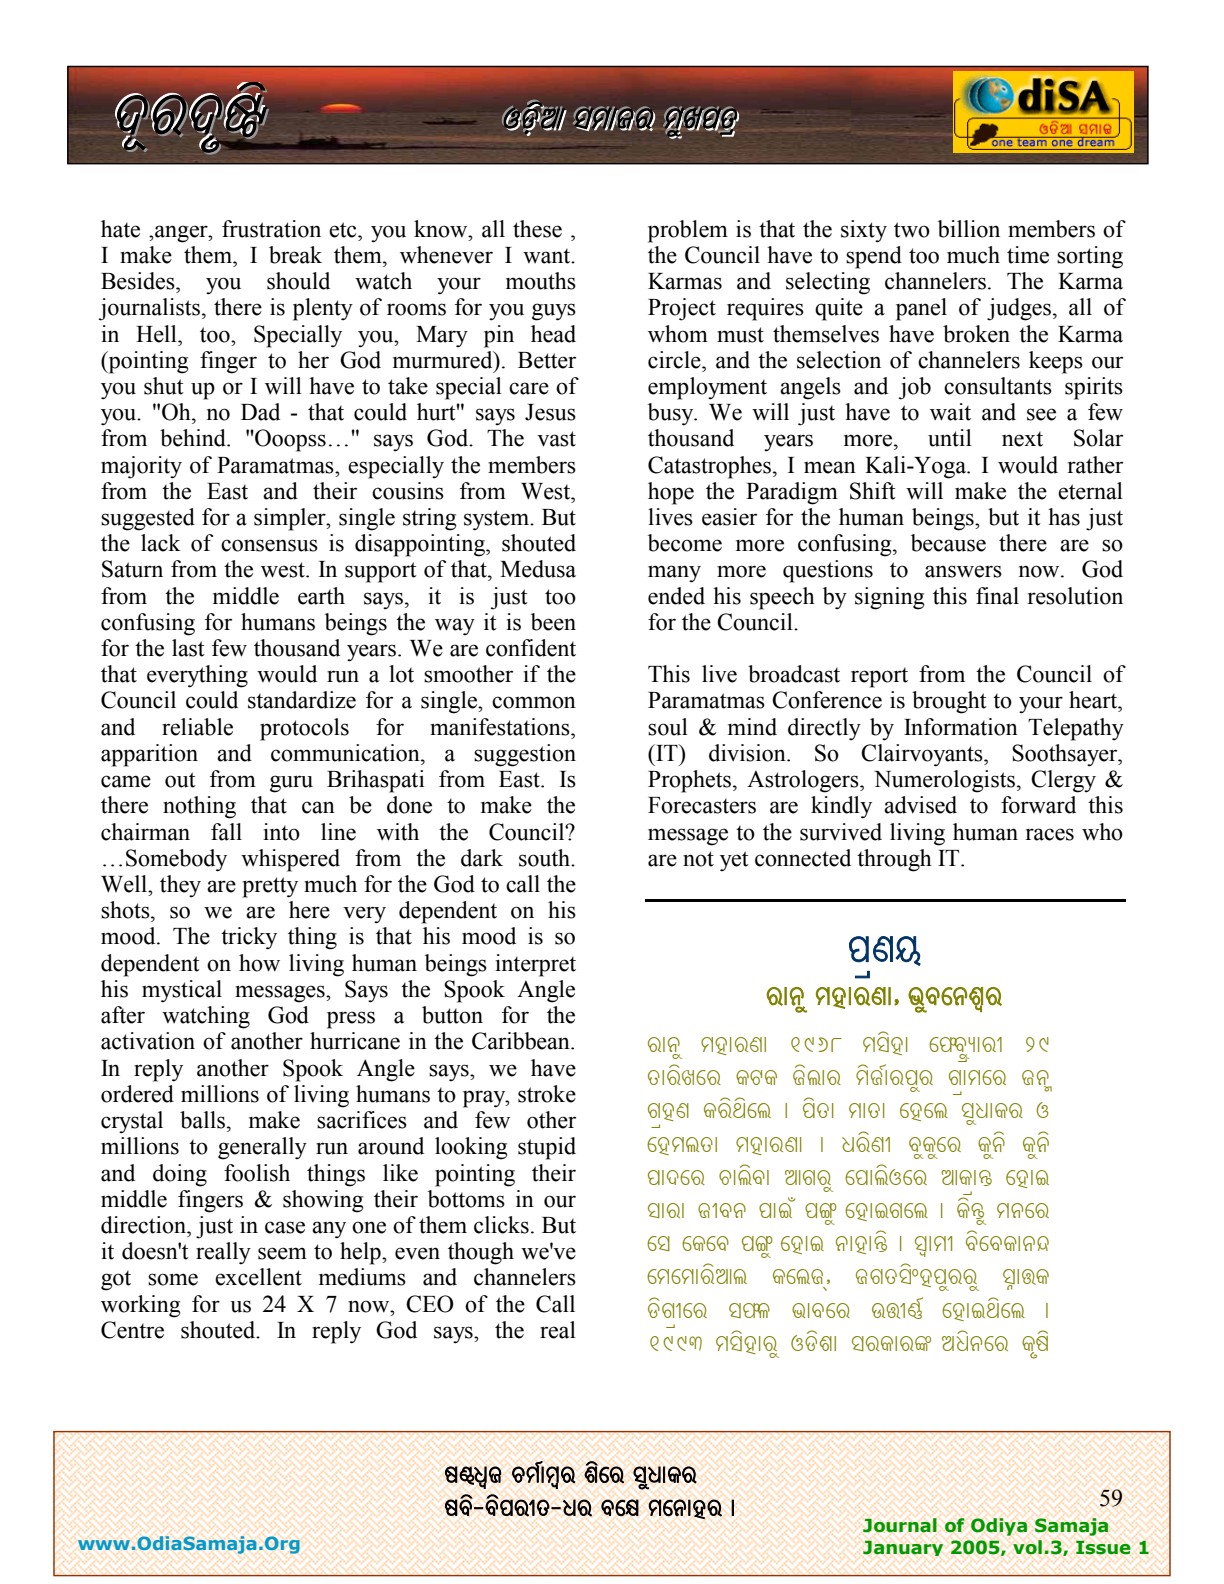 ଦୂରଦୃଷ୍ଟି
ଓଡ଼ିଆ ସମାଜର ମୁଖପତ୍ର
diSA
ଓଡିଆ ସମାଜ
one team one dream
hate ,anger, frustration etc, you know, all these ,
I make them, I break them, whenever I want.
Besides, you should watch your mouths
journalists, there is plenty of rooms for you guys
in Hell, too, Specially you, Mary pin head
(pointing finger to her God murmured). Better
you shut up or I will have to take special care of
you. "Oh, no Dad - that could hurt" says Jesus
from behind. "Ooopss…" says God. The vast
majority of Paramatmas, especially the members
from the East and their cousins from West,
suggested for a simpler, single string system. But
the lack of consensus is disappointing, shouted
Saturn from the west. In support of that, Medusa
from the middle earth says, it is just too
confusing for humans beings the way it is been
for the last few thousand years. We are confident
that everything would run a lot smoother if the
Council could standardize for a single, common
and reliable protocols for manifestations,
apparition and communication, a suggestion
came out from guru Brihaspati from East. Is
there nothing that can be done to make the
chairman fall into line with the Council?
…Somebody whispered from the dark south.
Well, they are pretty much for the God to call the
shots, so we are here very dependent on his
mood. The tricky thing is that his mood is so
dependent on how living human beings interpret
his mystical messages, Says the Spook Angle
after watching God press a button for the
activation of another hurricane in the Caribbean.
In reply another Spook Angle says, we have
ordered millions of living humans to pray, stroke
crystal balls, make sacrifices and few other
millions to generally run around looking stupid
and doing foolish things like pointing their
middle fingers & showing their bottoms in our
direction, just in case any one of them clicks. But
it doesn't really seem to help, even though we've
got some excellent mediums and channelers
working for us 24 X 7 now, CEO of the Call
Centre shouted. In reply God says, the real
problem is that the sixty two billion members of
the Council have to spend too much time sorting
Karmas and selecting channelers. The Karma
Project requires quite a panel of judges, all of
whom must themselves have broken the Karma
circle, and the selection of channelers keeps our
employment angels and job consultants spirits
busy. We will just have to wait and see a few
thousand years more, until next Solar
Catastrophes, I mean Kali-Yoga. I would rather
hope the Paradigm Shift will make the eternal
lives easier for the human beings, but it has just
become more confusing, because there are so
many more questions to answers now. God
ended his speech by signing this final resolution
for the Council.
This live broadcast report from the Council of
Paramatmas Conference is brought to your heart,
soul & mind directly by Information Telepathy
(IT) division. So Clairvoyants, Soothsayer,
Prophets, Astrologers, Numerologists, Clergy &
Forecasters are kindly advised to forward this
message to the survived living human races who
are not yet connected through IT.
ପ୍ରଣୟ
ରାନୁ ମହାରଣା, ଭୁବନେଶ୍ୱର
ରାନୁ ମହାରଣା ୧୯୬୮ ମସିହା ଫେବ୍ରୁୟାରୀ ୨୯
ତାରିଖରେ କଟକ ଜିଲାର ମିର୍ଜାରପୁର ଗ୍ରାମରେ ଜନ୍ମ
ଗ୍ରହଣ କରିଥିଲେ । ପିତା ମାତା ହେଲେ ସୁଧାକର ଓ
ହେମଲତା ମହାରଣା । ଧରିଣୀ ବୁକୁରେ କୁନି କୁନି
ପାଦରେ ଚାଲିବା ଆଗରୁ ପୋଲିଓରେ ଆକ୍ରାନ୍ତ ହୋଇ
ସାରା ଜୀବନ ପାଇଁ ପଙ୍ଗୁ ହୋଇଗଲେ । କିନ୍ତୁ ମନରେ
ସେ କେବେ ପଙ୍ଗୁ ହୋଇ ନାହାନ୍ତି । ସ୍ୱାମୀ ବିବେକାନନ୍ଦ
ମେମୋରିଆଲ କଲେଜ୍, ଜଗତସିଂହପୁରରୁ ସ୍ନାତ୍ତକ
ଡିଗ୍ରୀରେ ସଫଳ ଭାବରେ ଉତ୍ତୀର୍ଣ୍ଣ ହୋଇଥିଲେ ।
୧୯୯୩ ମସିହାରୁ ଓଡିଶା ସରକାରଙ୍କ ଅଧିନରେ କୃଷି
ଷଣ୍ଢଧ୍ୱଜ ଚର୍ମାମ୍ବର ଶିରେ ସୁଧାକର
ଷବି-ବିପରୀତ-ଧର ବକ୍ଷେ ମନୋହର ।
59
www.OdiaSamaja.Org
Journal of Odiya Samaja
January 2005, vol.3, Issue 1